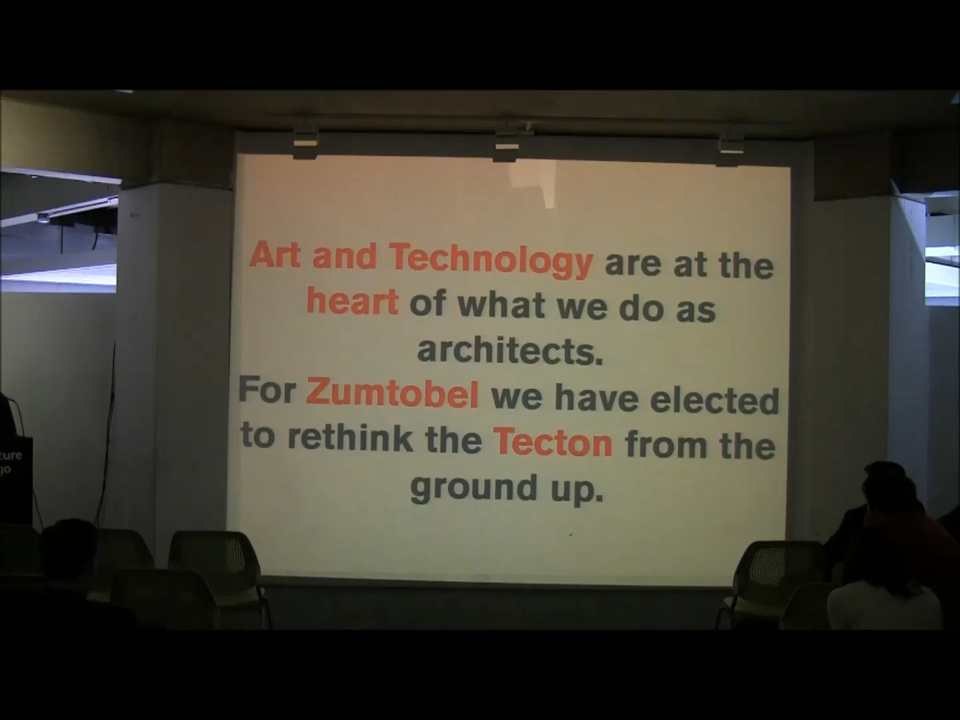 Art and Technology are at the
heart of what we do as
architects.
For Zumtobel we have elected
to rethink the Tecton from the
ground up.